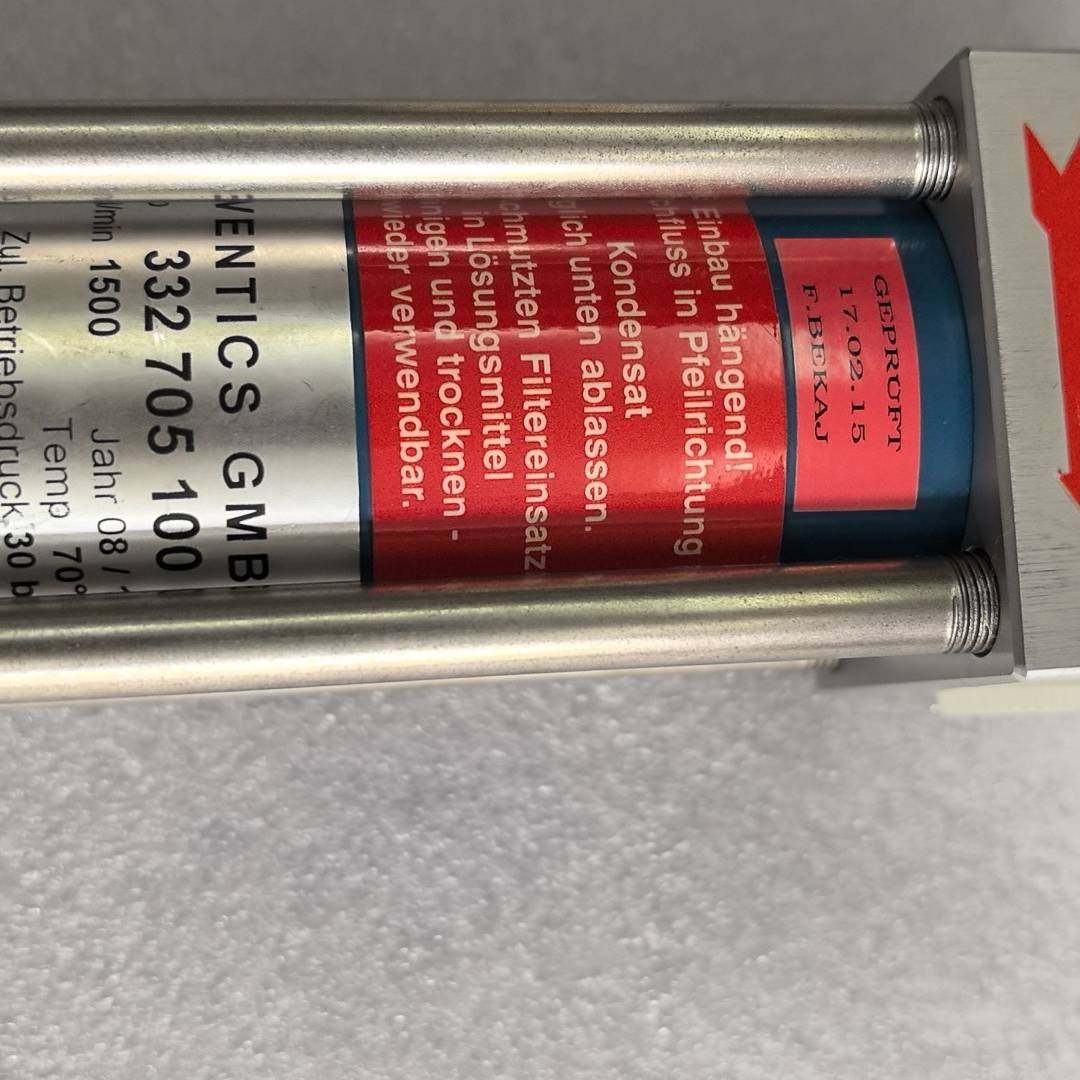 GEPRÜFT
17.02.15
F.BEKAJ
Einbau hängend!
chfluss in Pfeilrichtung
Kondensat
glich unten ablassen.
chmutzten Filtereinsatz
in Lösungsmittel
nigen und trocknen -
wieder verwendbar.
VENTICS GMB
332 705 100
/min 1500 Jahr 08 /
Temp 70°
Zul. Betriebsdruck 30 b